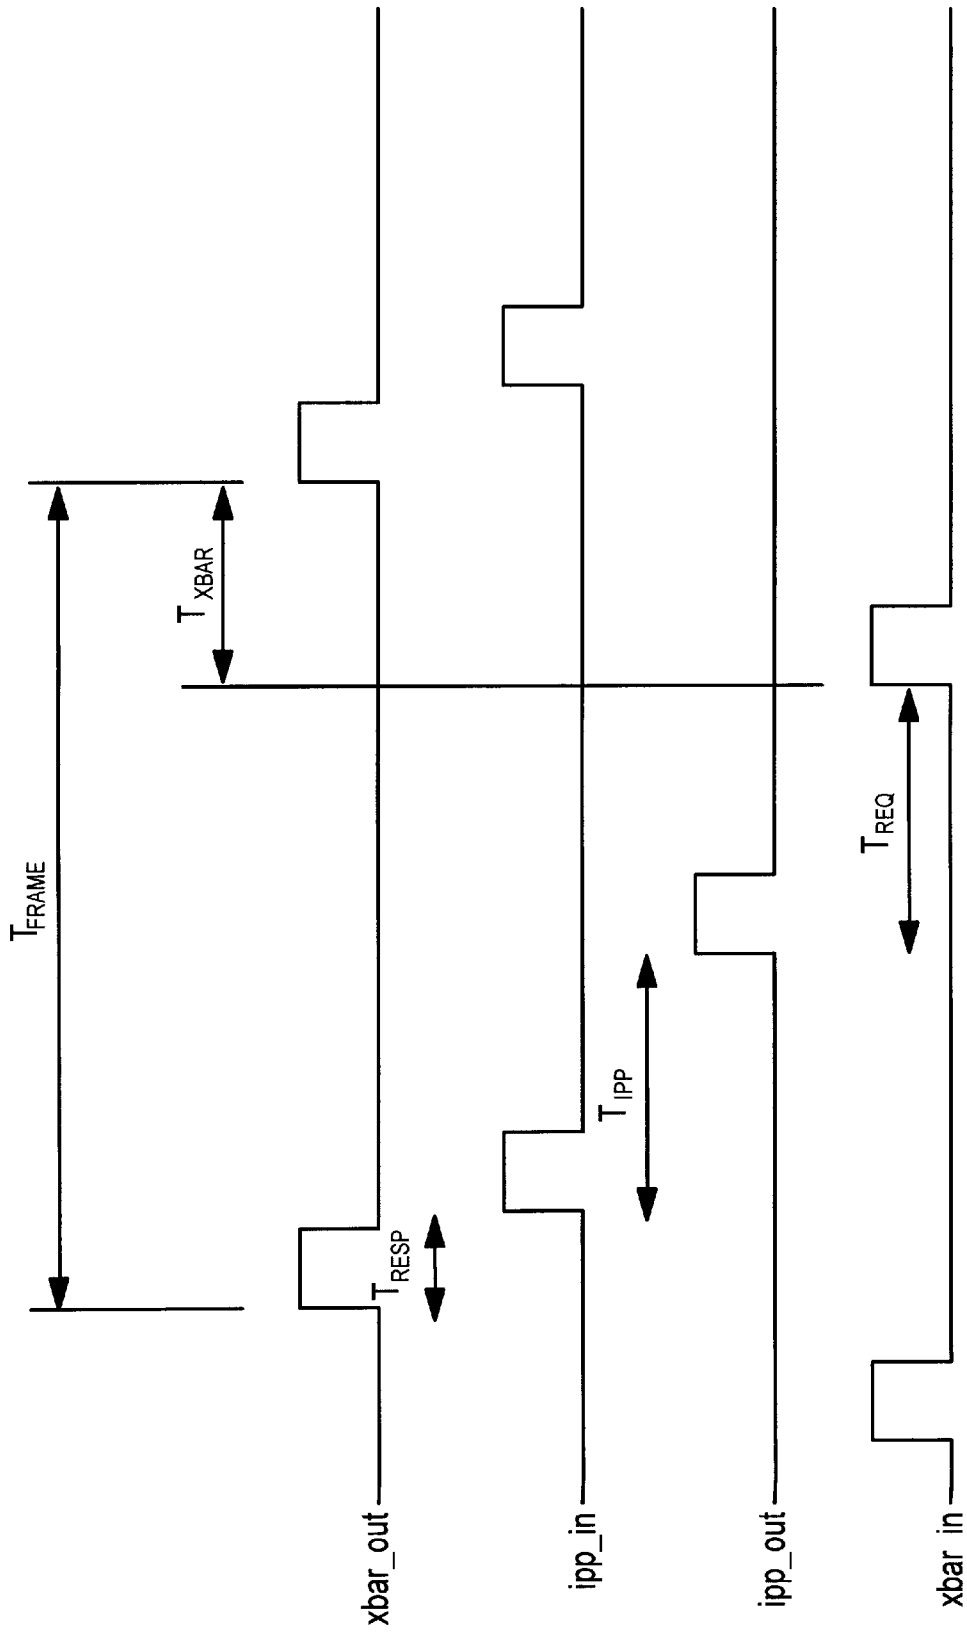 T_FRAME
T_XBAR
xbar_out
T_RESP
ipp_in
T_IPP
ipp_out
T_REQ
xbar_in